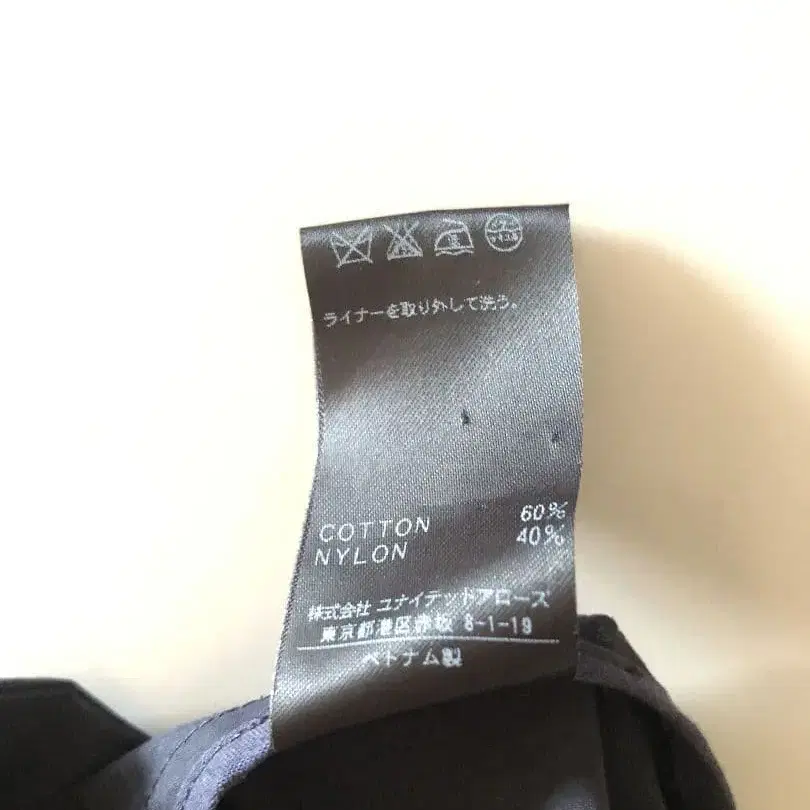 ライナーを取り外して洗う。
COTTON 60%
NYLON 40%
株式会社 ユナイテッドアローズ
東京都港区赤坂 8-1-19
ベトナム製